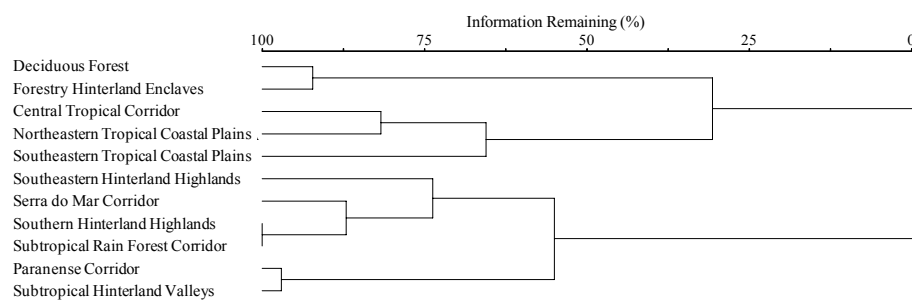 Information Remaining (%)
100 75 50 25 0
Deciduous Forest
Forestry Hinterland Enclaves
Central Tropical Corridor
Northeastern Tropical Coastal Plains
Southeastern Tropical Coastal Plains
Southeastern Hinterland Highlands
Serra do Mar Corridor
Southern Hinterland Highlands
Subtropical Rain Forest Corridor
Paranense Corridor
Subtropical Hinterland Valleys